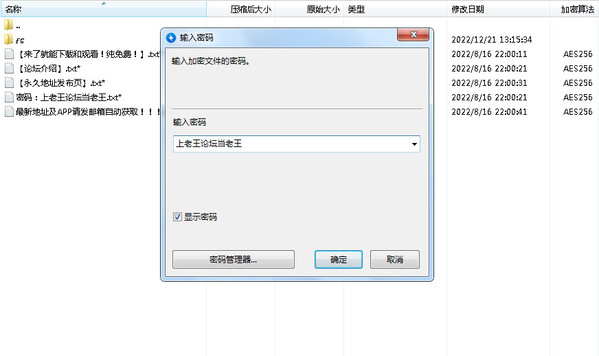 名称 压缩后大小 原始大小 类型 修改日期 加密算法
..
rg 2022/12/21 13:15:34
【来了就能下载和观看！纯免费！】.txt* 2022/8/16 22:00:11 AES256
【论坛介绍】.txt* 2022/8/16 22:00:21 AES256
【永久地址发布页】.txt* 2022/8/16 22:00:31 AES256
密码：上老王论坛当老王.txt* 2022/8/16 22:00:21 AES256
最新地址及APP请发邮箱自动获取！！！ 2022/8/16 22:00:41 AES256
输入密码
输入加密文件的密码。
输入密码
上老王论坛当老王
显示密码
密码管理器... 确定 取消